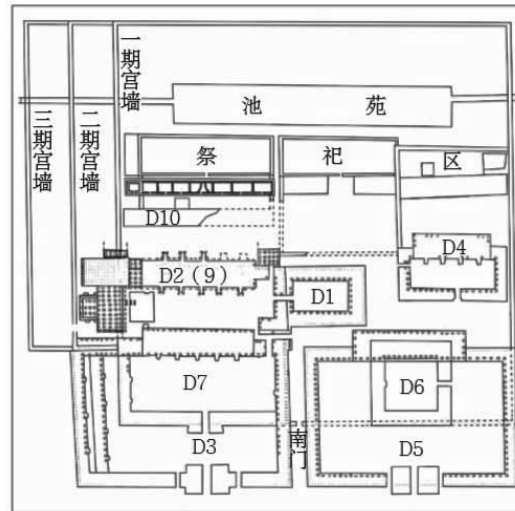 一期宫墙
二期宫墙
三期宫墙
池 苑
祭 祀 区
八
D10
D4
D2（9）
D1
D7
D6
D3
南门
D5